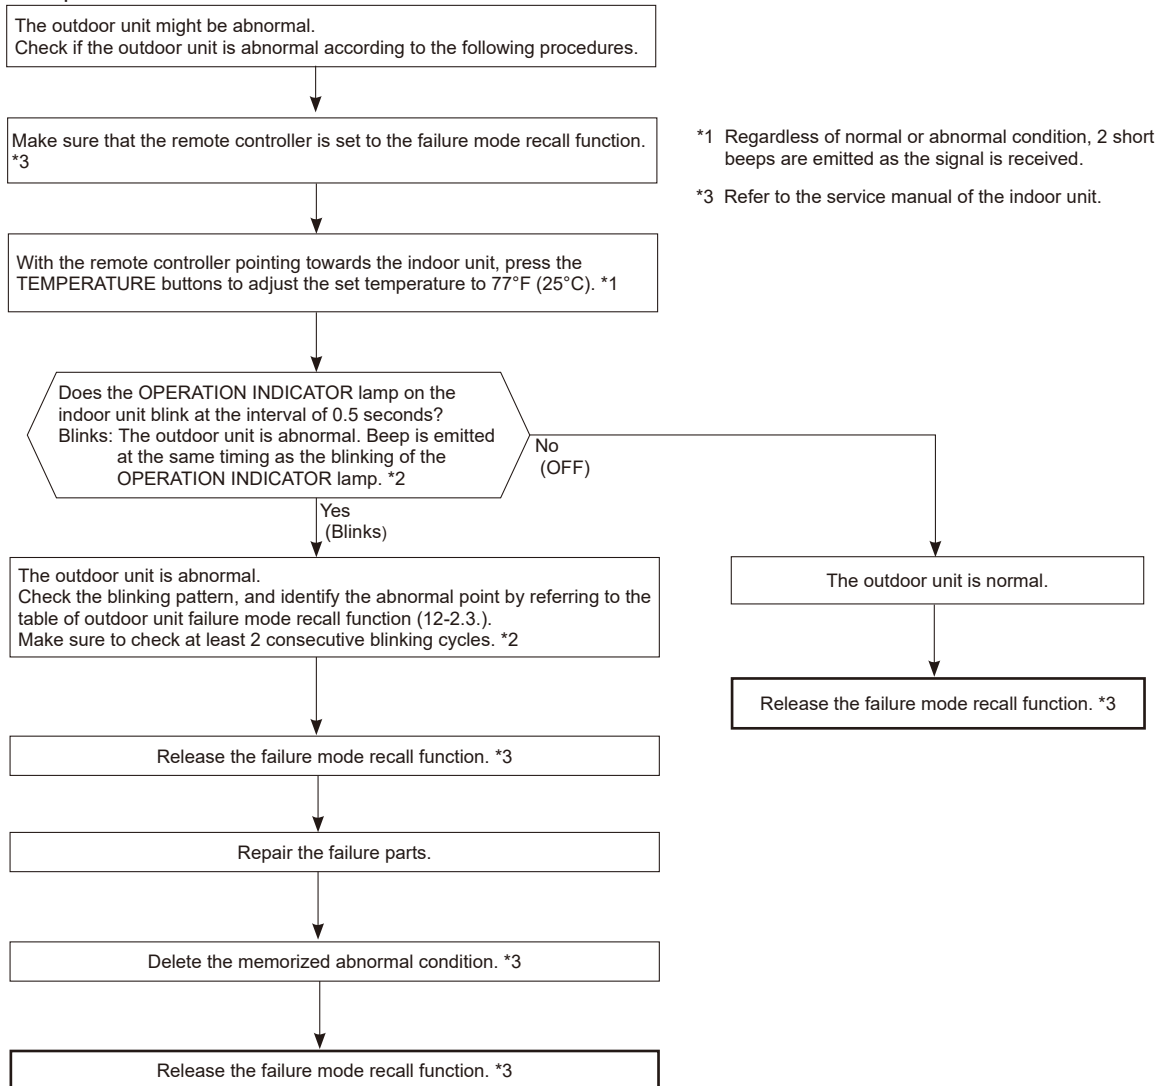 The outdoor unit might be abnormal.
Check if the outdoor unit is abnormal according to the following procedures.
Make sure that the remote controller is set to the failure mode recall function.
*3
*1 Regardless of normal or abnormal condition, 2 short
beeps are emitted as the signal is received.
*3 Refer to the service manual of the indoor unit.
With the remote controller pointing towards the indoor unit, press the
TEMPERATURE buttons to adjust the set temperature to 77°F (25°C). *1
Does the OPERATION INDICATOR lamp on the
indoor unit blink at the interval of 0.5 seconds?
Blinks: The outdoor unit is abnormal. Beep is emitted
at the same timing as the blinking of the
OPERATION INDICATOR lamp. *2
No
(OFF)
Yes
(Blinks)
The outdoor unit is abnormal.
Check the blinking pattern, and identify the abnormal point by referring to the
table of outdoor unit failure mode recall function (12-2.3.).
Make sure to check at least 2 consecutive blinking cycles. *2
The outdoor unit is normal.
Release the failure mode recall function. *3
Release the failure mode recall function. *3
Repair the failure parts.
Delete the memorized abnormal condition. *3
Release the failure mode recall function. *3